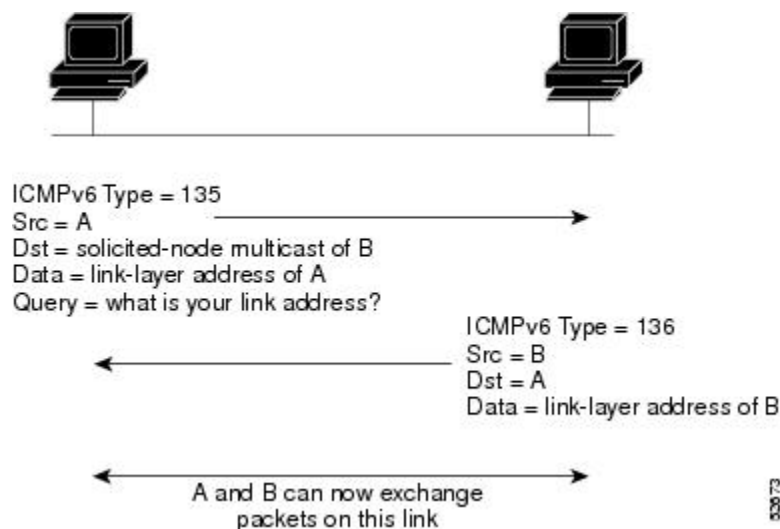 ICMPv6 Type = 135
Src = A
Dst = solicited-node multicast of B
Data = link-layer address of A
Query = what is your link address?
ICMPv6 Type = 136
Src = B
Dst = A
Data = link-layer address of B
A and B can now exchange
packets on this link